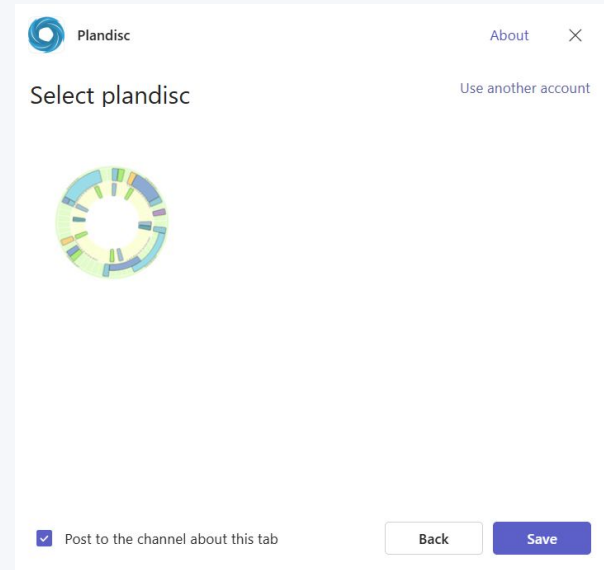 Plandisc
About
Use another account
Select plandisc
Post to the channel about this tab
Back
Save